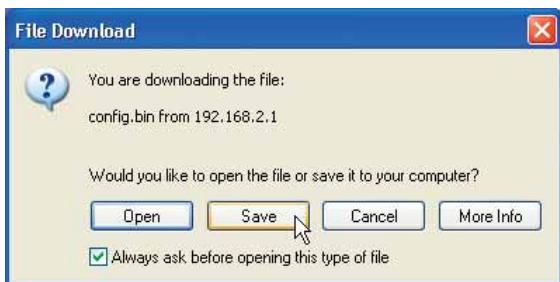 File Download
You are downloading the file:
config.bin from 192.168.2.1
Would you like to open the file or save it to your computer?
Open Save Cancel More Info
Always ask before opening this type of file